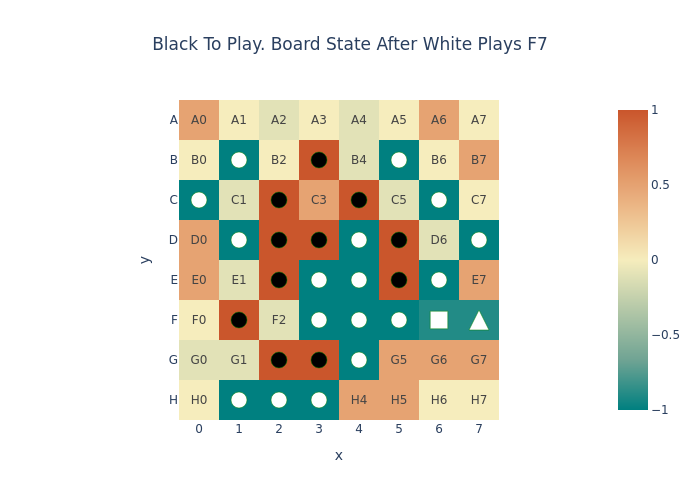 Black To Play. Board State After White Plays F7
A A0 A1 A2 A3 A4 A5 A6 A7
B B0 B2 B4 B6 B7
C C1 C3 C5 C7
D D0 D6
E E0 E1 E7
F F0 F2
G G0 G1 G5 G6 G7
H H0 H4 H5 H6 H7
0 1 2 3 4 5 6 7
x
y
1
0.5
0
−0.5
−1